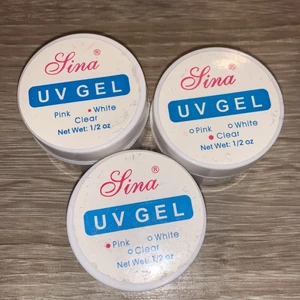 Sina®
UV GEL
Pink White
Clear
Net Wet: 1/2 oz
Sina®
UV GEL
Pink White
Clear
Net Wet: 1/2 oz
Sina®
UV GEL
Pink White
Clear
Net Wet: 1/2 oz